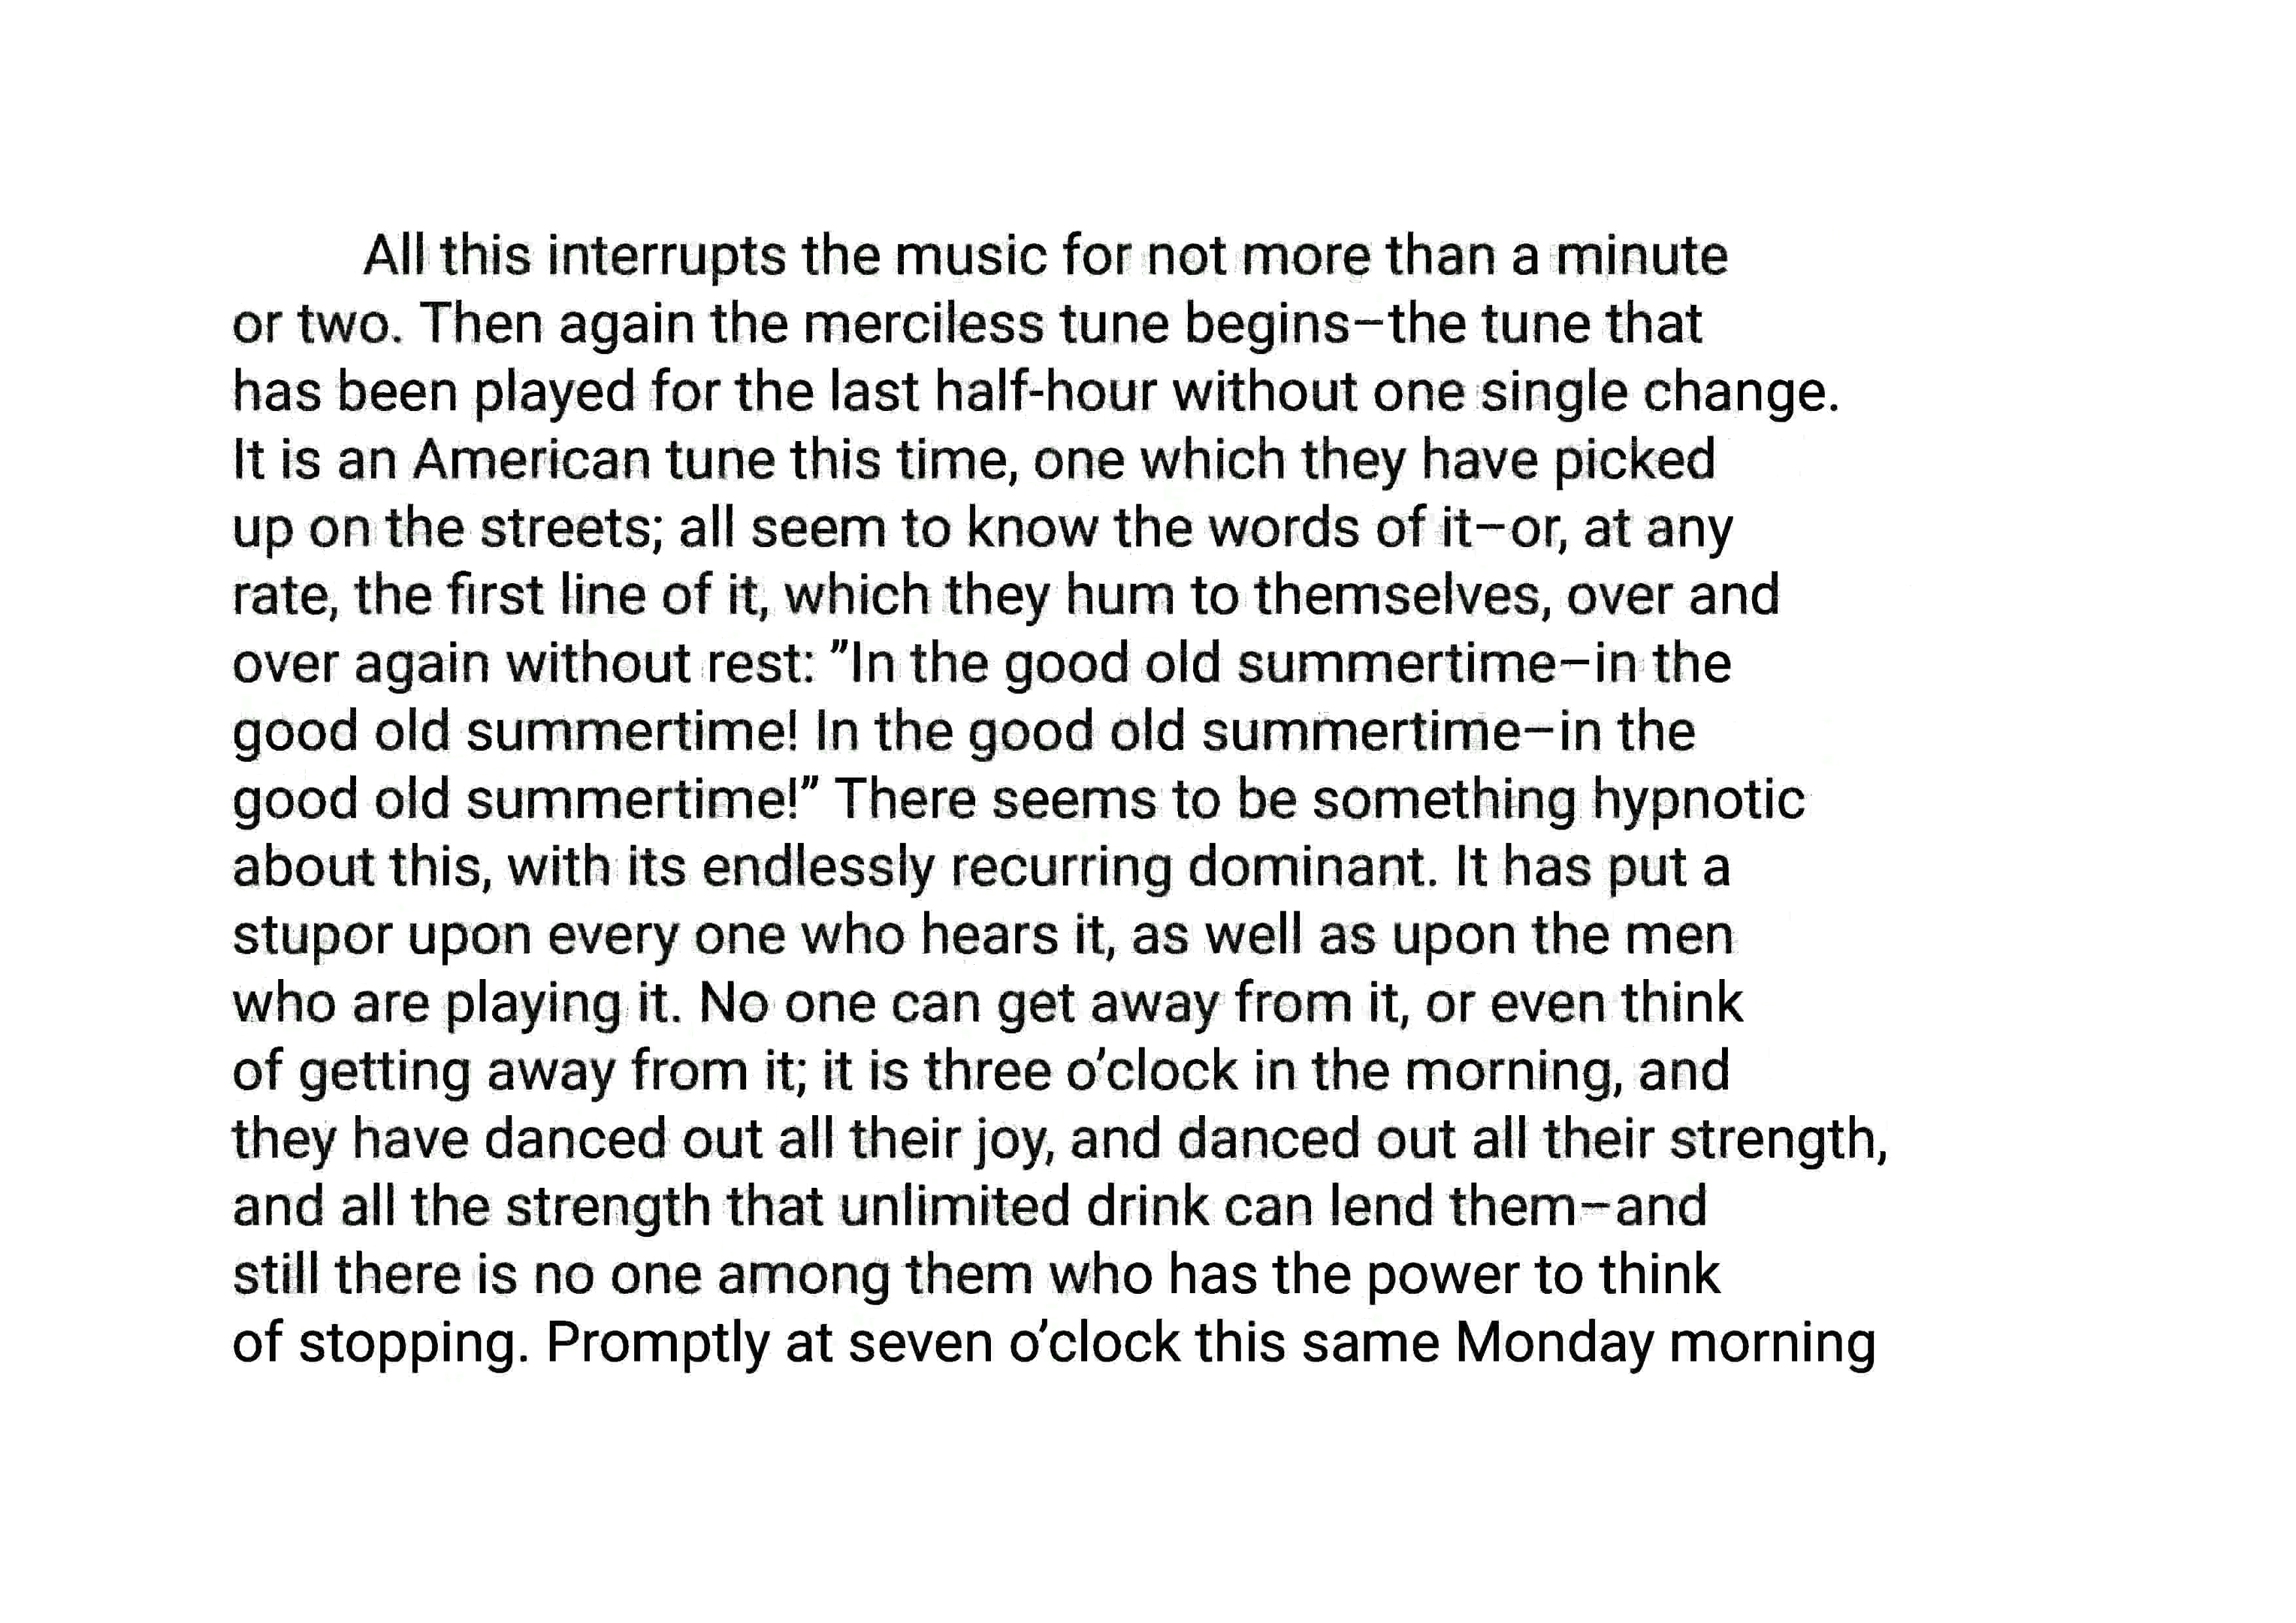 All this interrupts the music for not more than a minute
or two. Then again the merciless tune begins–the tune that
has been played for the last half-hour without one single change.
It is an American tune this time, one which they have picked
up on the streets; all seem to know the words of it–or, at any
rate, the first line of it, which they hum to themselves, over and
over again without rest: ”In the good old summertime–in the
good old summertime! In the good old summertime–in the
good old summertime!” There seems to be something hypnotic
about this, with its endlessly recurring dominant. It has put a
stupor upon every one who hears it, as well as upon the men
who are playing it. No one can get away from it, or even think
of getting away from it; it is three o’clock in the morning, and
they have danced out all their joy, and danced out all their strength,
and all the strength that unlimited drink can lend them–and
still there is no one among them who has the power to think
of stopping. Promptly at seven o’clock this same Monday morning